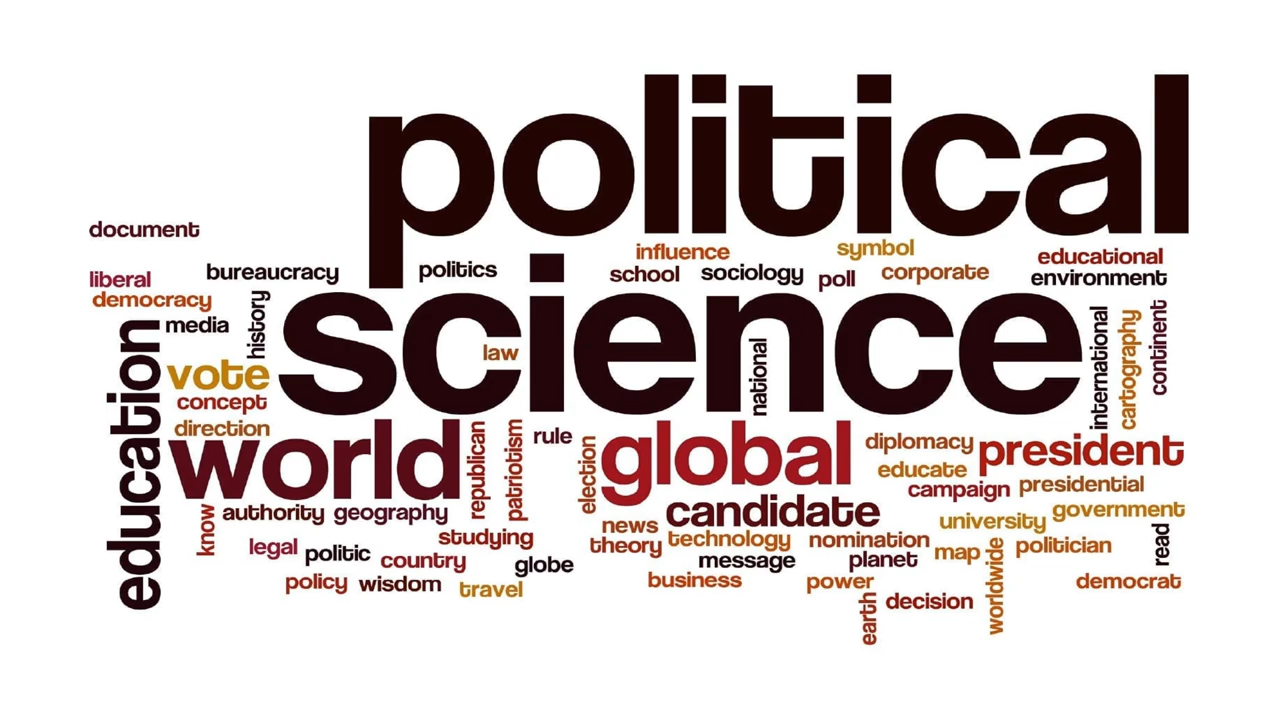 political
document
influence
symbol
educational
liberal
bureaucracy
politics
school
sociology
poll
corporate
environment
democracy
media
history
science
law
national
international
cartography
continent
education
vote
concept
direction
world
republican
patriotism
rule
election
global
diplomacy
president
educate
campaign
presidential
know
authority
geography
candidate
government
university
news
studying
legal
politic
country
globe
theory
technology
message
nomination
planet
map
worldwide
politician
read
policy
wisdom
travel
business
power
earth
decision
democrat